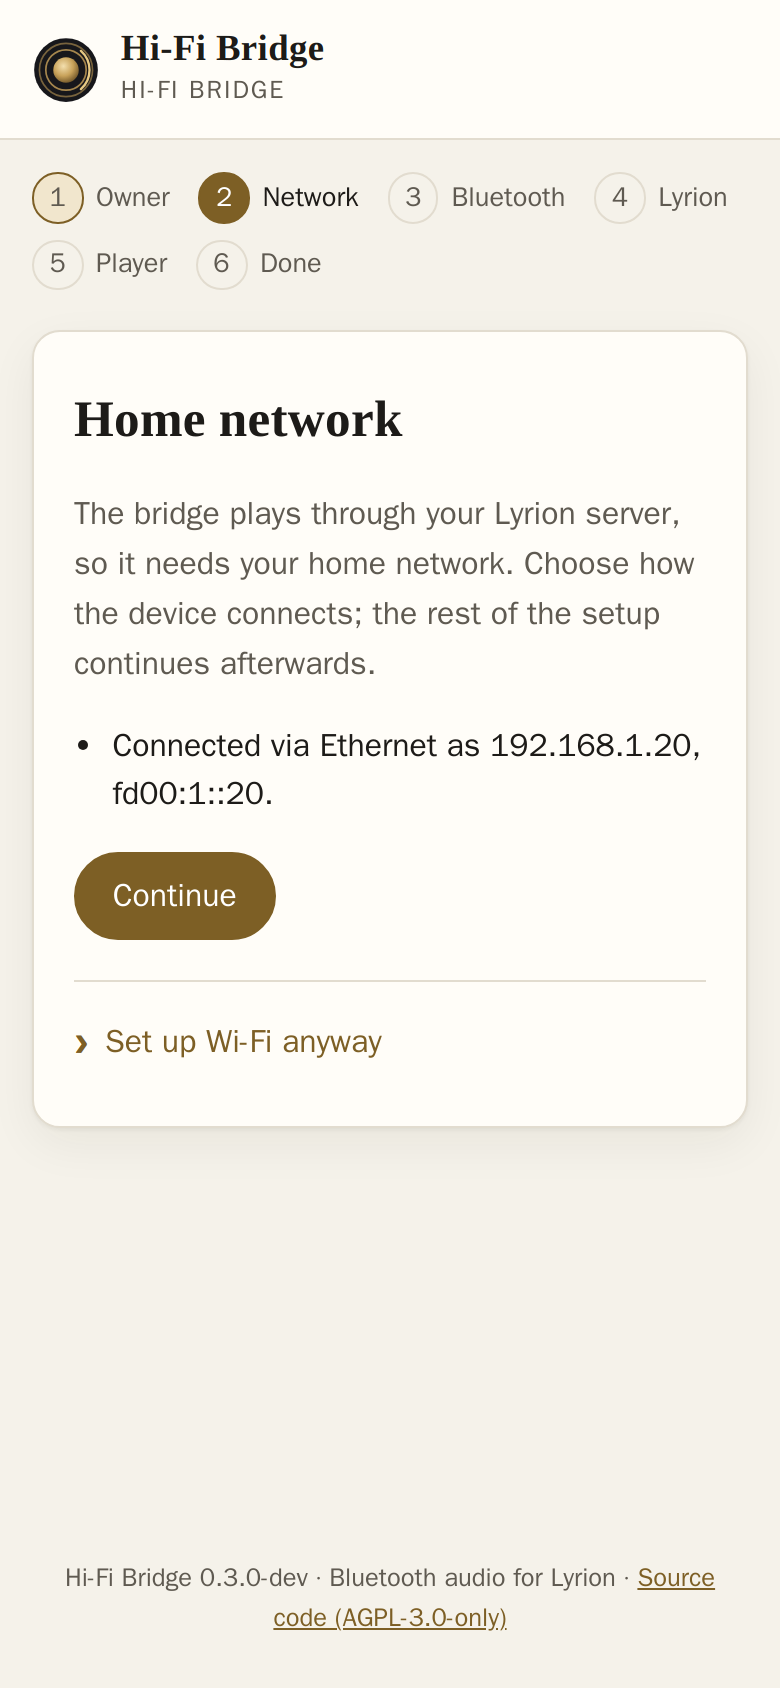 Hi-Fi Bridge
HI-FI BRIDGE
1 Owner 2 Network 3 Bluetooth 4 Lyrion
5 Player 6 Done
Home network
The bridge plays through your Lyrion server,
so it needs your home network. Choose how
the device connects; the rest of the setup
continues afterwards.
• Connected via Ethernet as 192.168.1.20,
fd00:1::20.
Continue
› Set up Wi-Fi anyway
Hi-Fi Bridge 0.3.0-dev · Bluetooth audio for Lyrion · Source
code (AGPL-3.0-only)